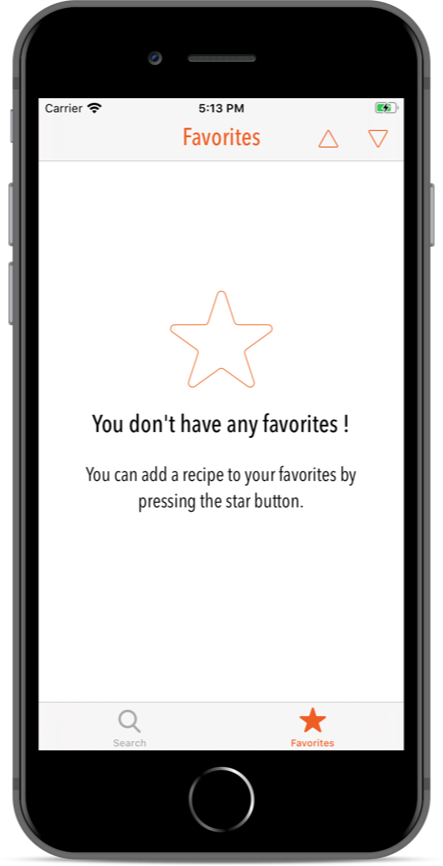 Carrier 5:13 PM
Favorites
You don't have any favorites !
You can add a recipe to your favorites by
pressing the star button.
Search Favorites